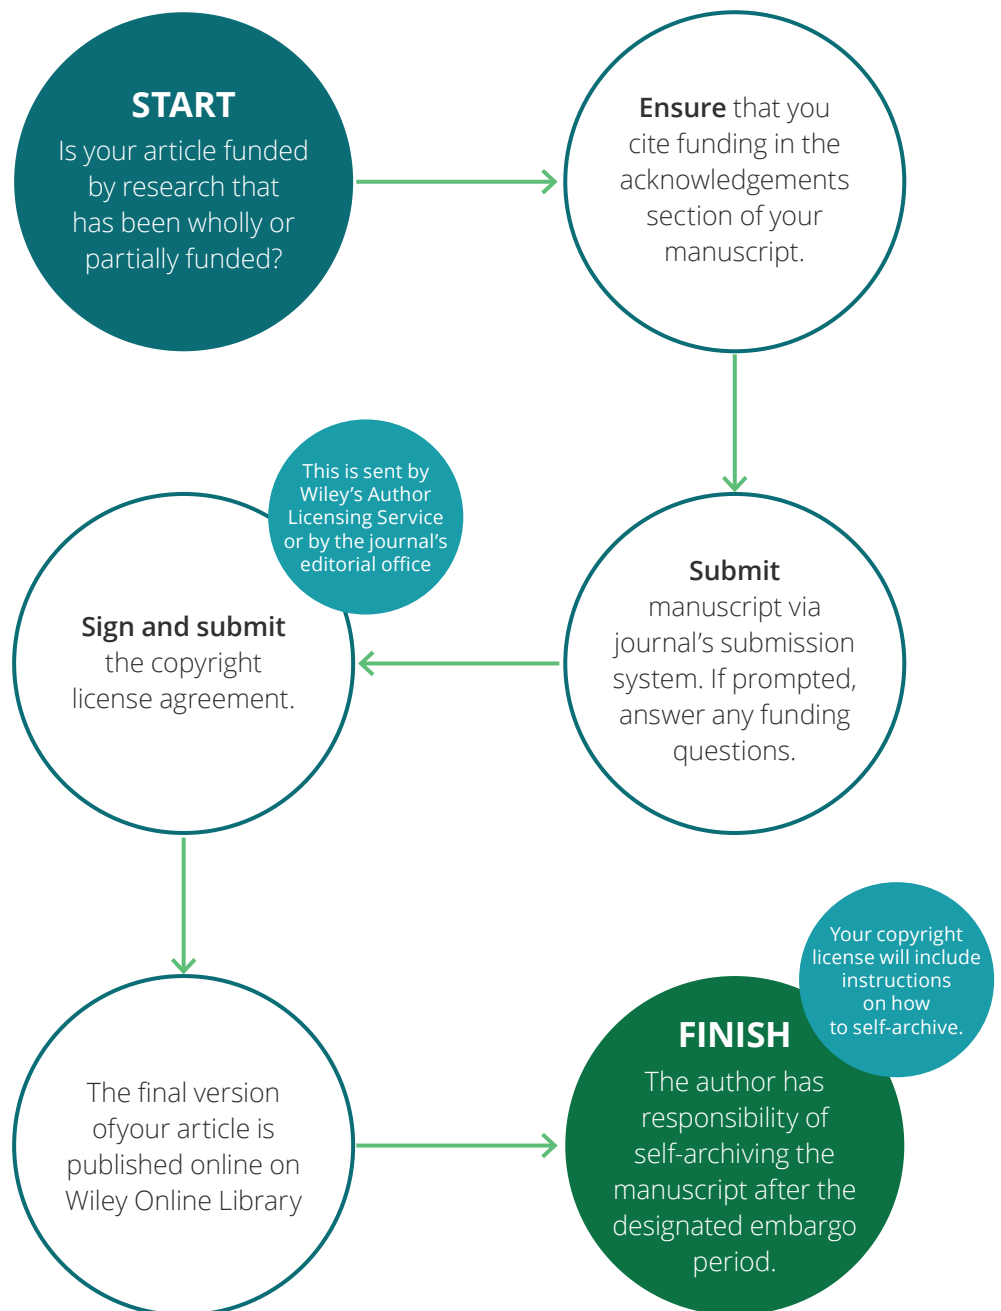 START
Is your article funded
by research that
has been wholly or
partially funded?
Ensure that you
cite funding in the
acknowledgements
section of your
manuscript.
Submit
manuscript via
journal's submission
system. If prompted,
answer any funding
questions.
This is sent by
Wiley's Author
Licensing Service
or by the journal's
editorial office
Sign and submit
the copyright
license agreement.
The final version
ofyour article is
published online on
Wiley Online Library
Your copyright
license will include
instructions
on how
to self-archive.
FINISH
The author has
responsibility of
self-archiving the
manuscript after the
designated embargo
period.